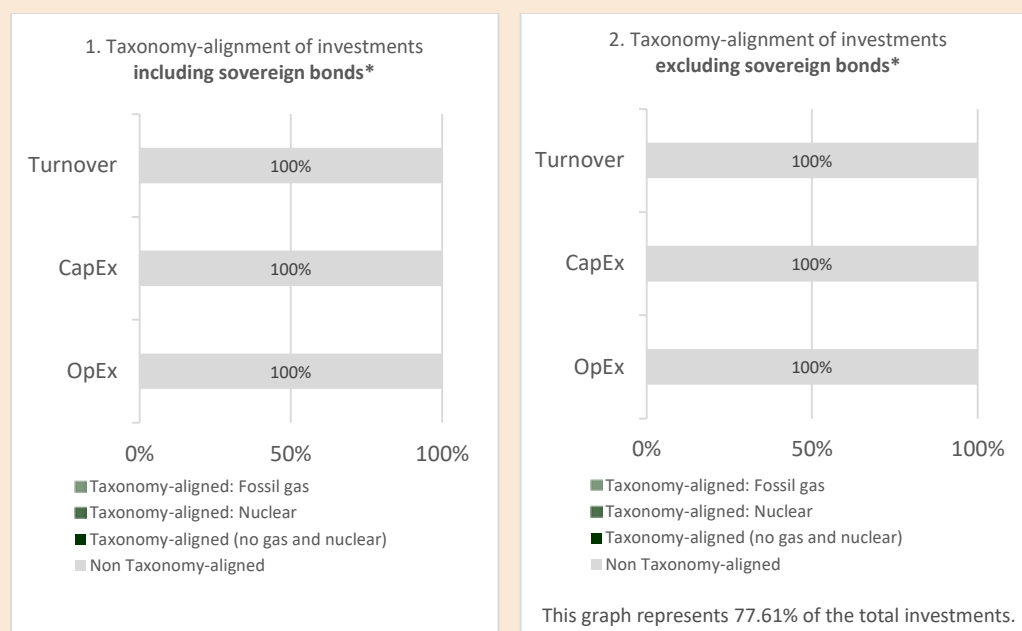 1. Taxonomy-alignment of investments
including sovereign bonds*
Turnover
100%
CapEx
100%
OpEx
100%
0%
50%
100%
Taxonomy-aligned: Fossil gas
Taxonomy-aligned: Nuclear
Taxonomy-aligned (no gas and nuclear)
Non Taxonomy-aligned
2. Taxonomy-alignment of investments
excluding sovereign bonds*
Turnover
100%
CapEx
100%
OpEx
100%
0%
50%
100%
Taxonomy-aligned: Fossil gas
Taxonomy-aligned: Nuclear
Taxonomy-aligned (no gas and nuclear)
Non Taxonomy-aligned
This graph represents 77.61% of the total investments.